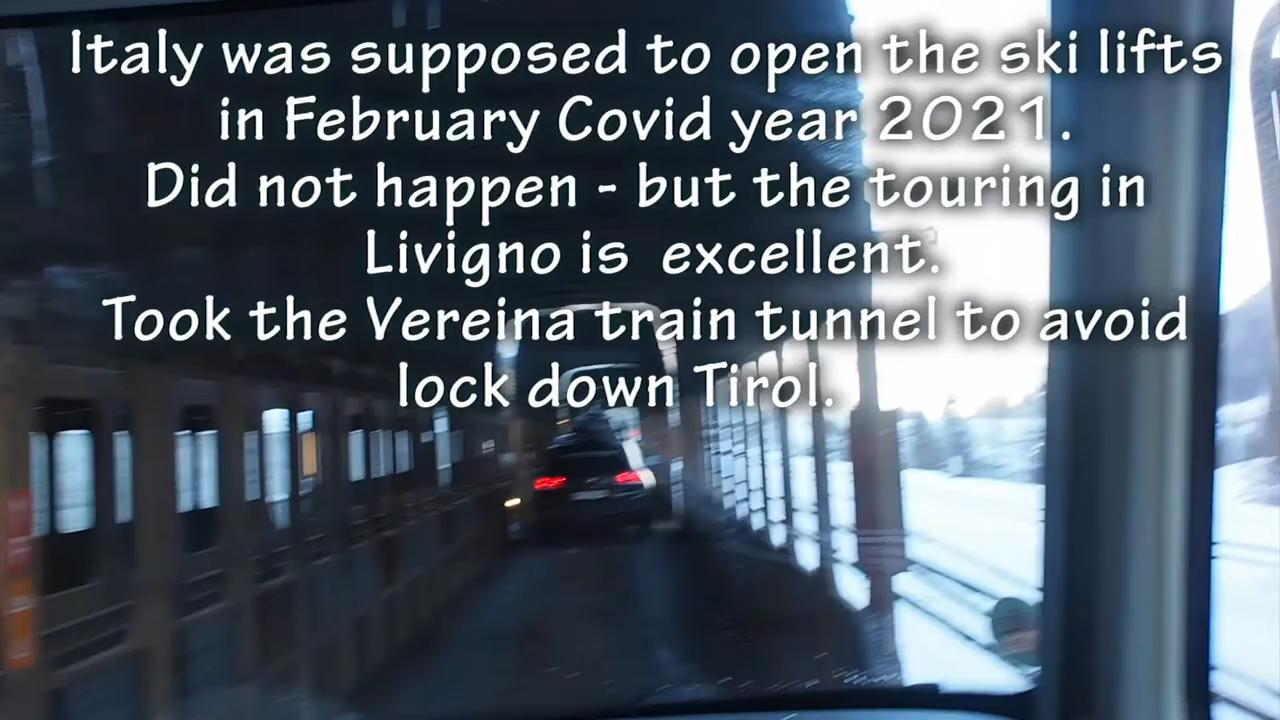 Italy was supposed to open the ski lifts
in February Covid year 2021.
Did not happen - but the touring in
Livigno is  excellent.
Took the Vereina train tunnel to avoid
lock down Tirol.